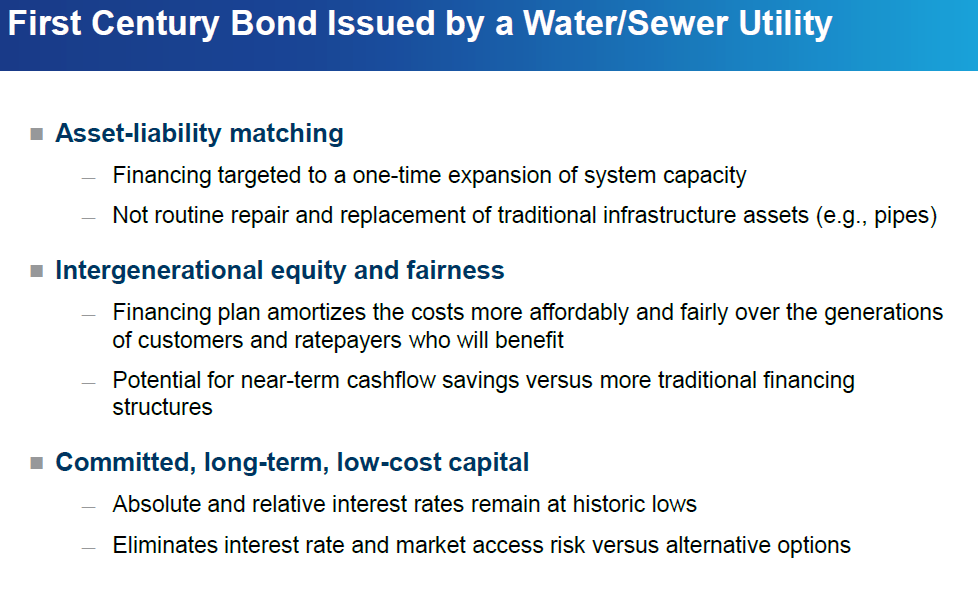 First Century Bond Issued by a Water/Sewer Utility
■ Asset-liability matching
— Financing targeted to a one-time expansion of system capacity
— Not routine repair and replacement of traditional infrastructure assets (e.g., pipes)
■ Intergenerational equity and fairness
— Financing plan amortizes the costs more affordably and fairly over the generations
of customers and ratepayers who will benefit
— Potential for near-term cashflow savings versus more traditional financing
structures
■ Committed, long-term, low-cost capital
— Absolute and relative interest rates remain at historic lows
— Eliminates interest rate and market access risk versus alternative options